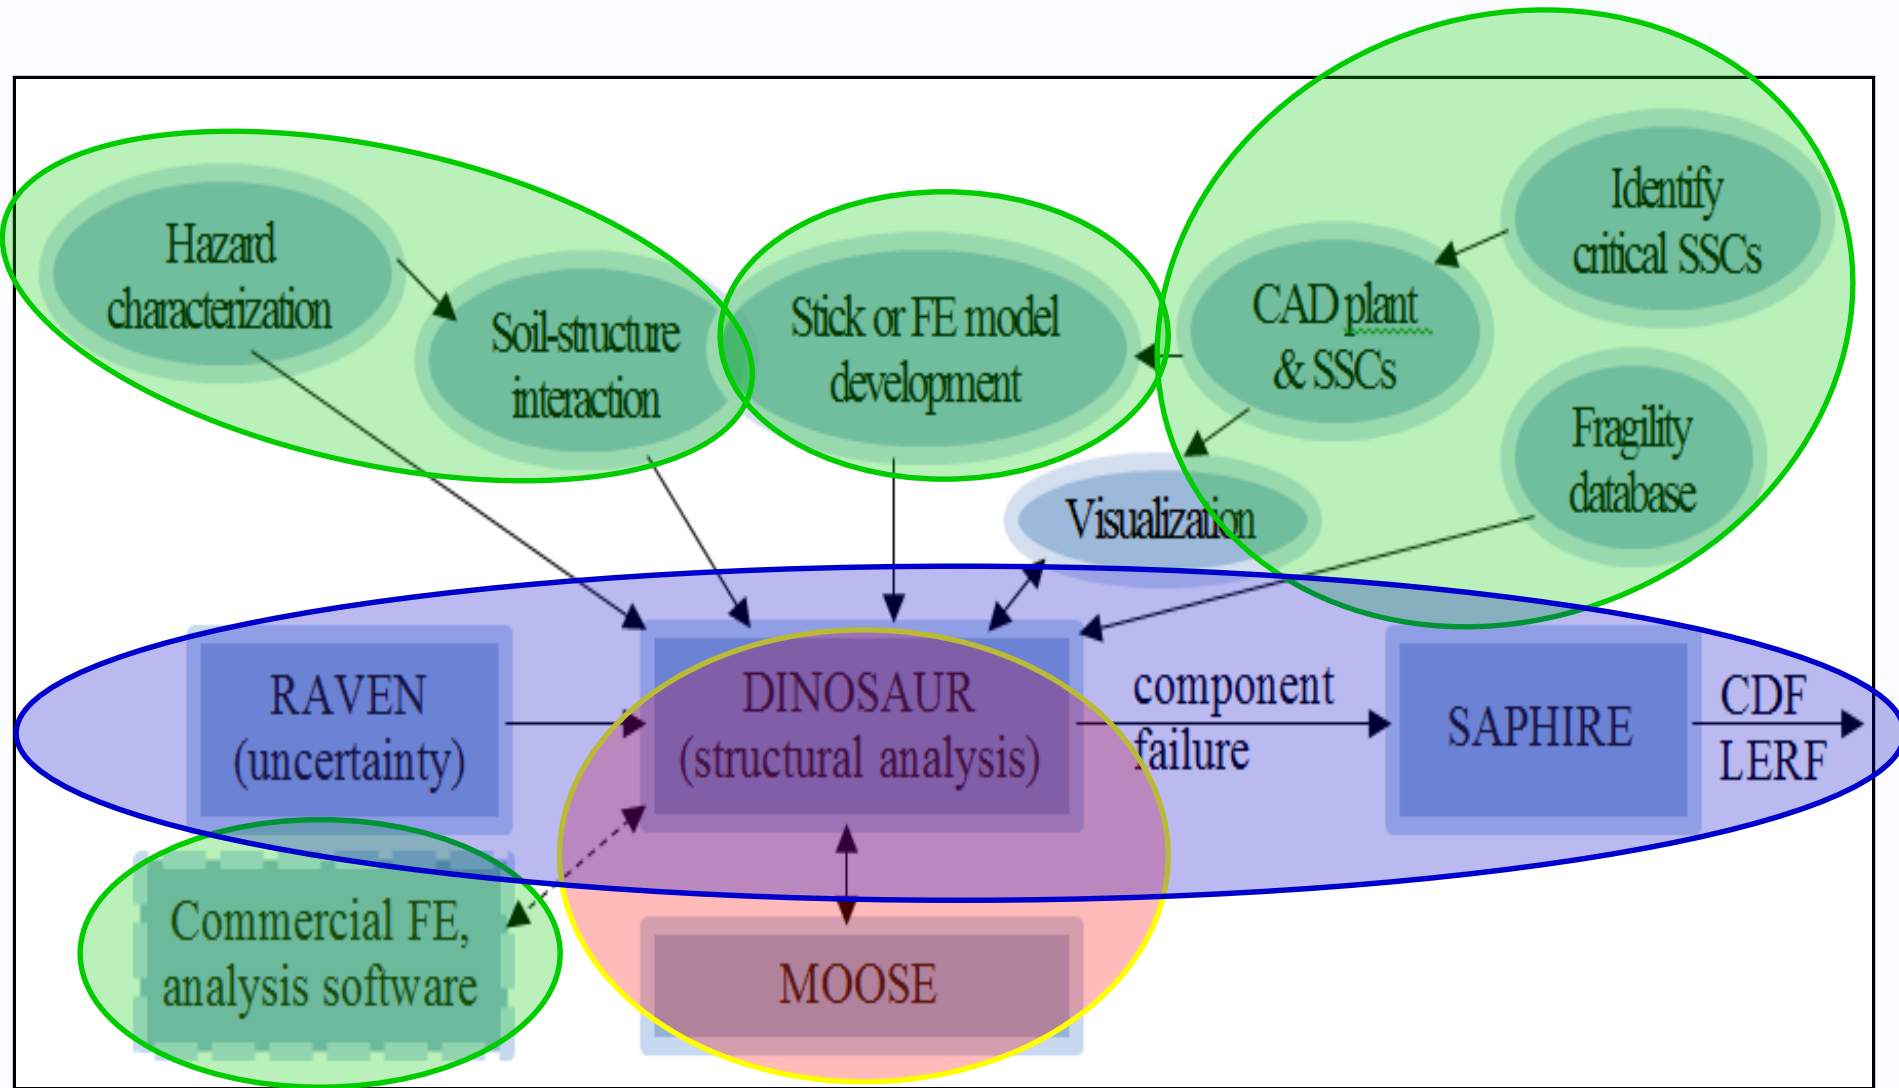 Hazard
characterization
Soil-structure
interaction
Stick or FE model
development
CAD plant
& SSCs
Identify
critical SSCs
Fragility
database
Visualization
RAVEN
(uncertainty)
DINOSAUR
(structural analysis)
component
failure
SAPHIRE
CDF
LERF
Commercial FE,
analysis software
MOOSE